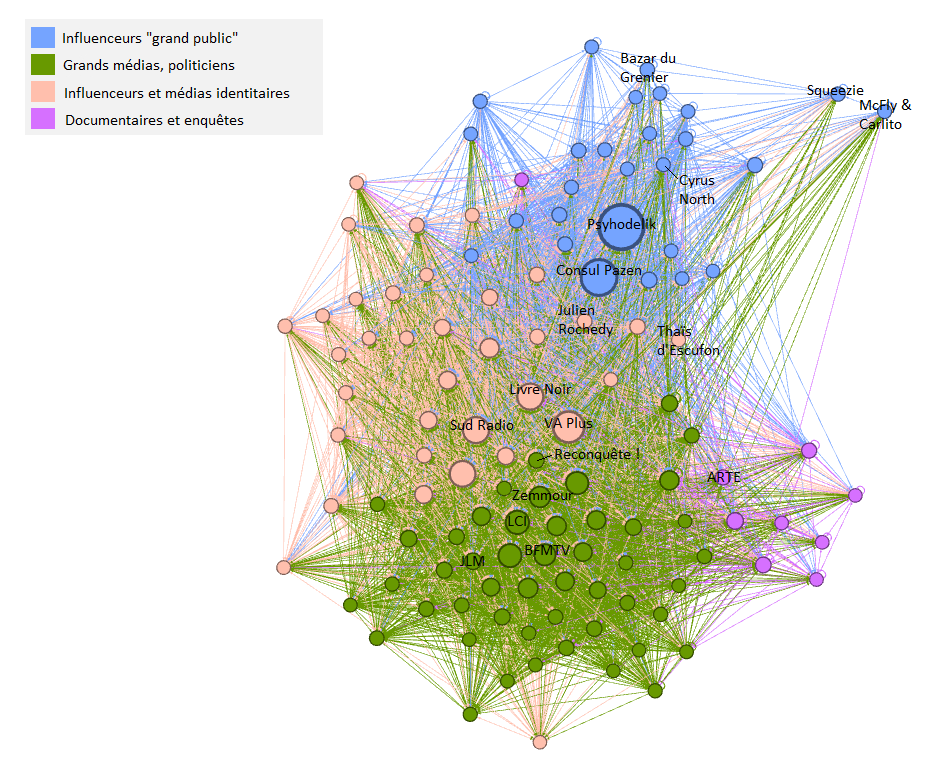 Influenceurs "grand public"
Grands médias, politiciens
Influenceurs et médias identitaires
Documentaires et enquêtes
Bazar du
Grenier
Squeezie
McFly &
Carlito
Cyrus
North
Psyhodelik
Consul Pazen
Julien
Rochedy
Thaïs
d'Escufon
Livre Noir
Sud Radio
VA Plus
Reconquête !
ARTE
Zemmour
LCI
BFMTV
JLM